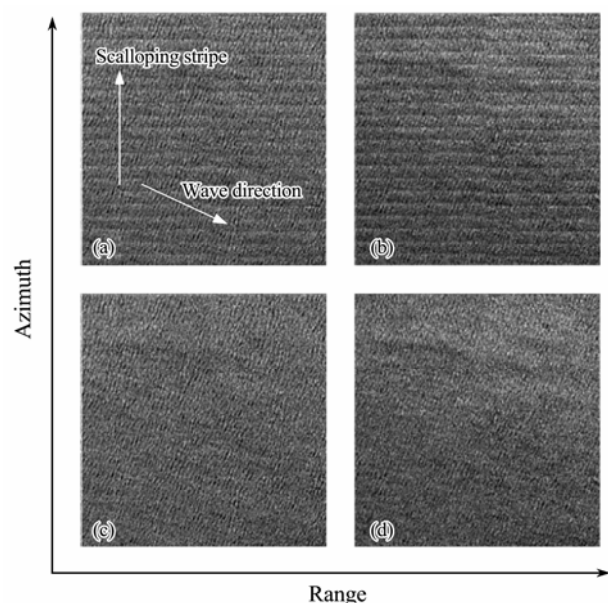 Scalloping stripe
Wave direction
(a)
(b)
Azimuth
(c)
(d)
Range